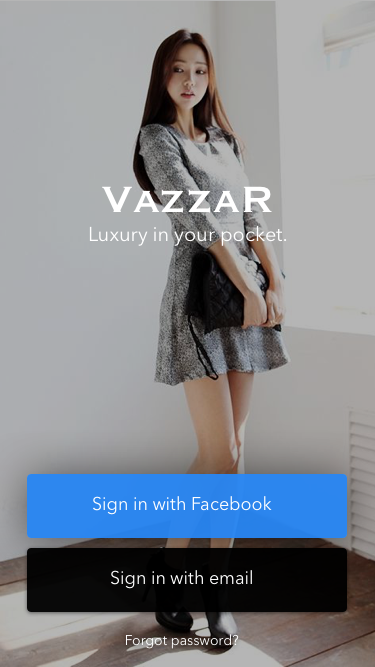 VAZZAR
Luxury in your pocket.
Sign in with Facebook
Sign in with email
Forgot password?